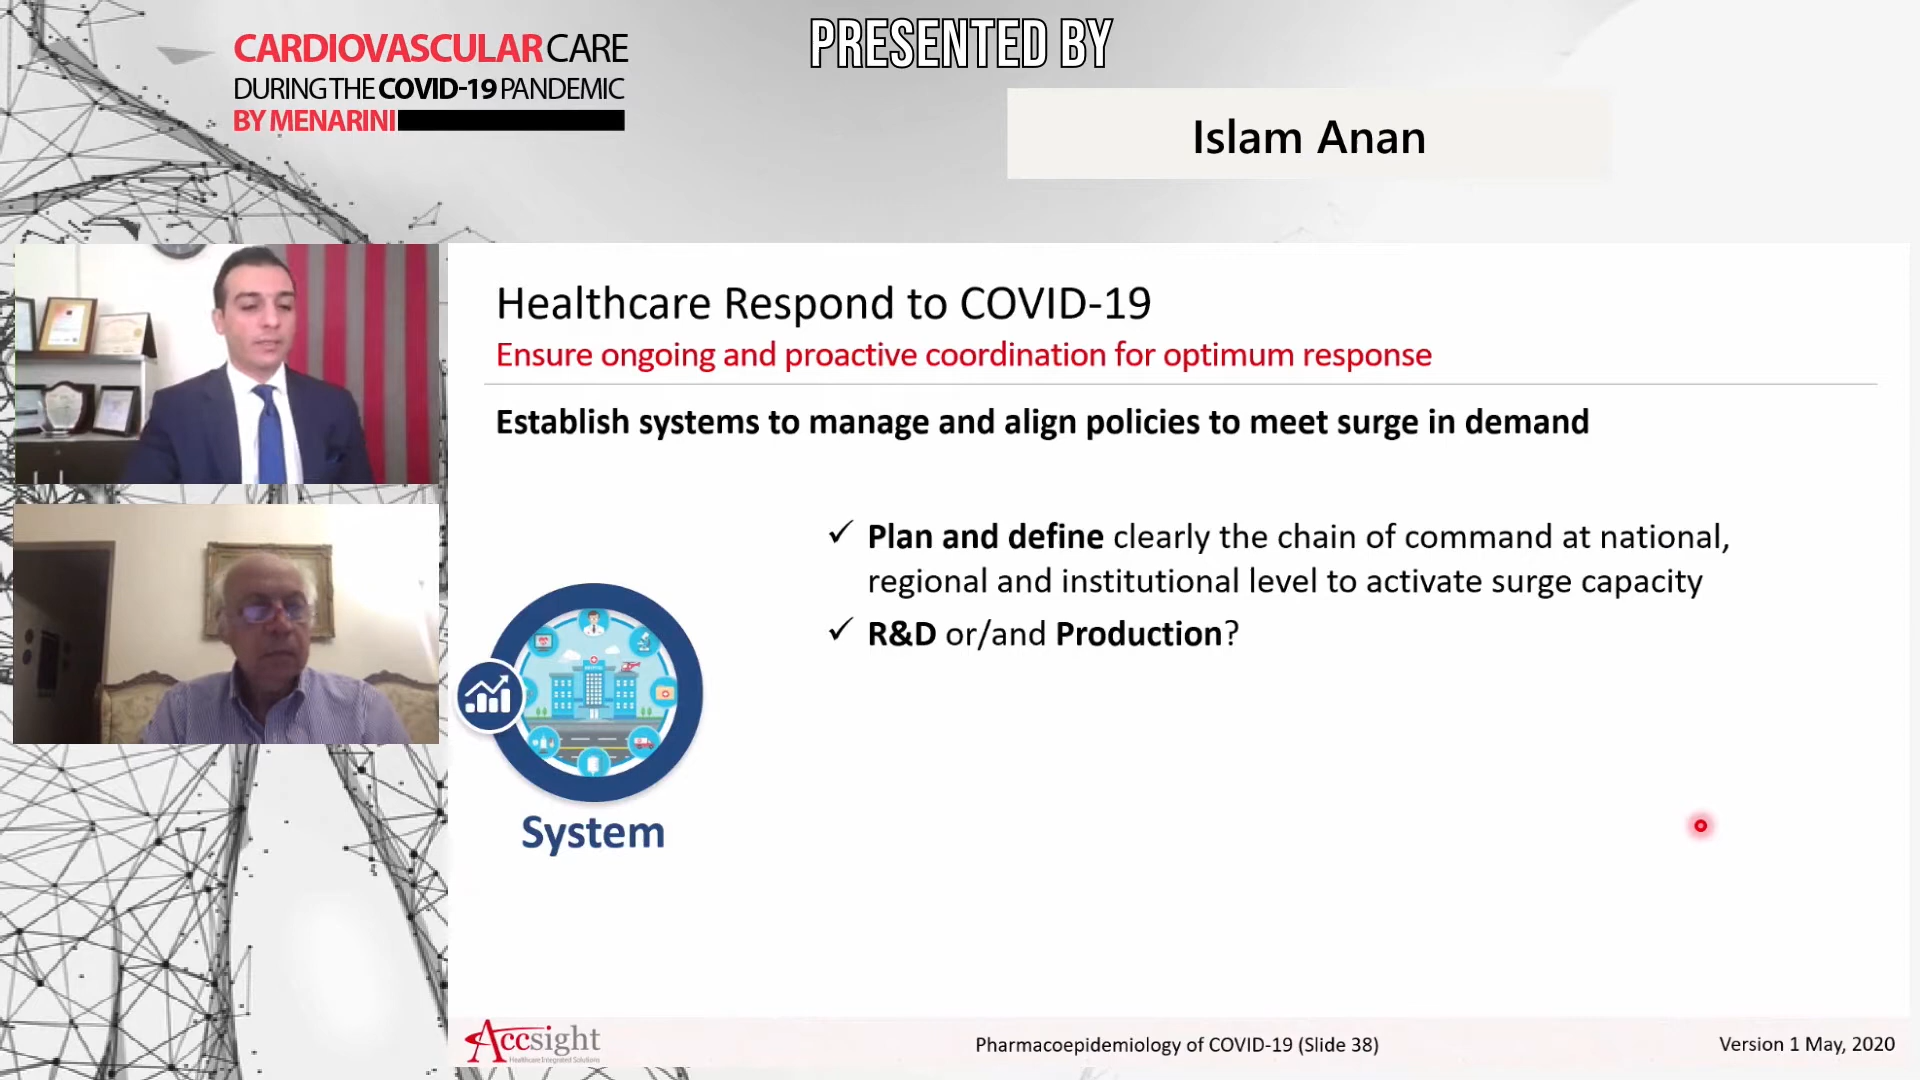 CARDIOVASCULAR CARE
DURING THE COVID-19 PANDEMIC
BY MENARINI
PRESENTED BY
Islam Anan
Healthcare Respond to COVID-19
Ensure ongoing and proactive coordination for optimum response
Establish systems to manage and align policies to meet surge in demand
✓ Plan and define clearly the chain of command at national,
regional and institutional level to activate surge capacity
✓ R&D or/and Production?
System
Accsight
Healthcare Integrated Solutions
Pharmacoepidemiology of COVID-19 (Slide 38)
Version 1 May, 2020